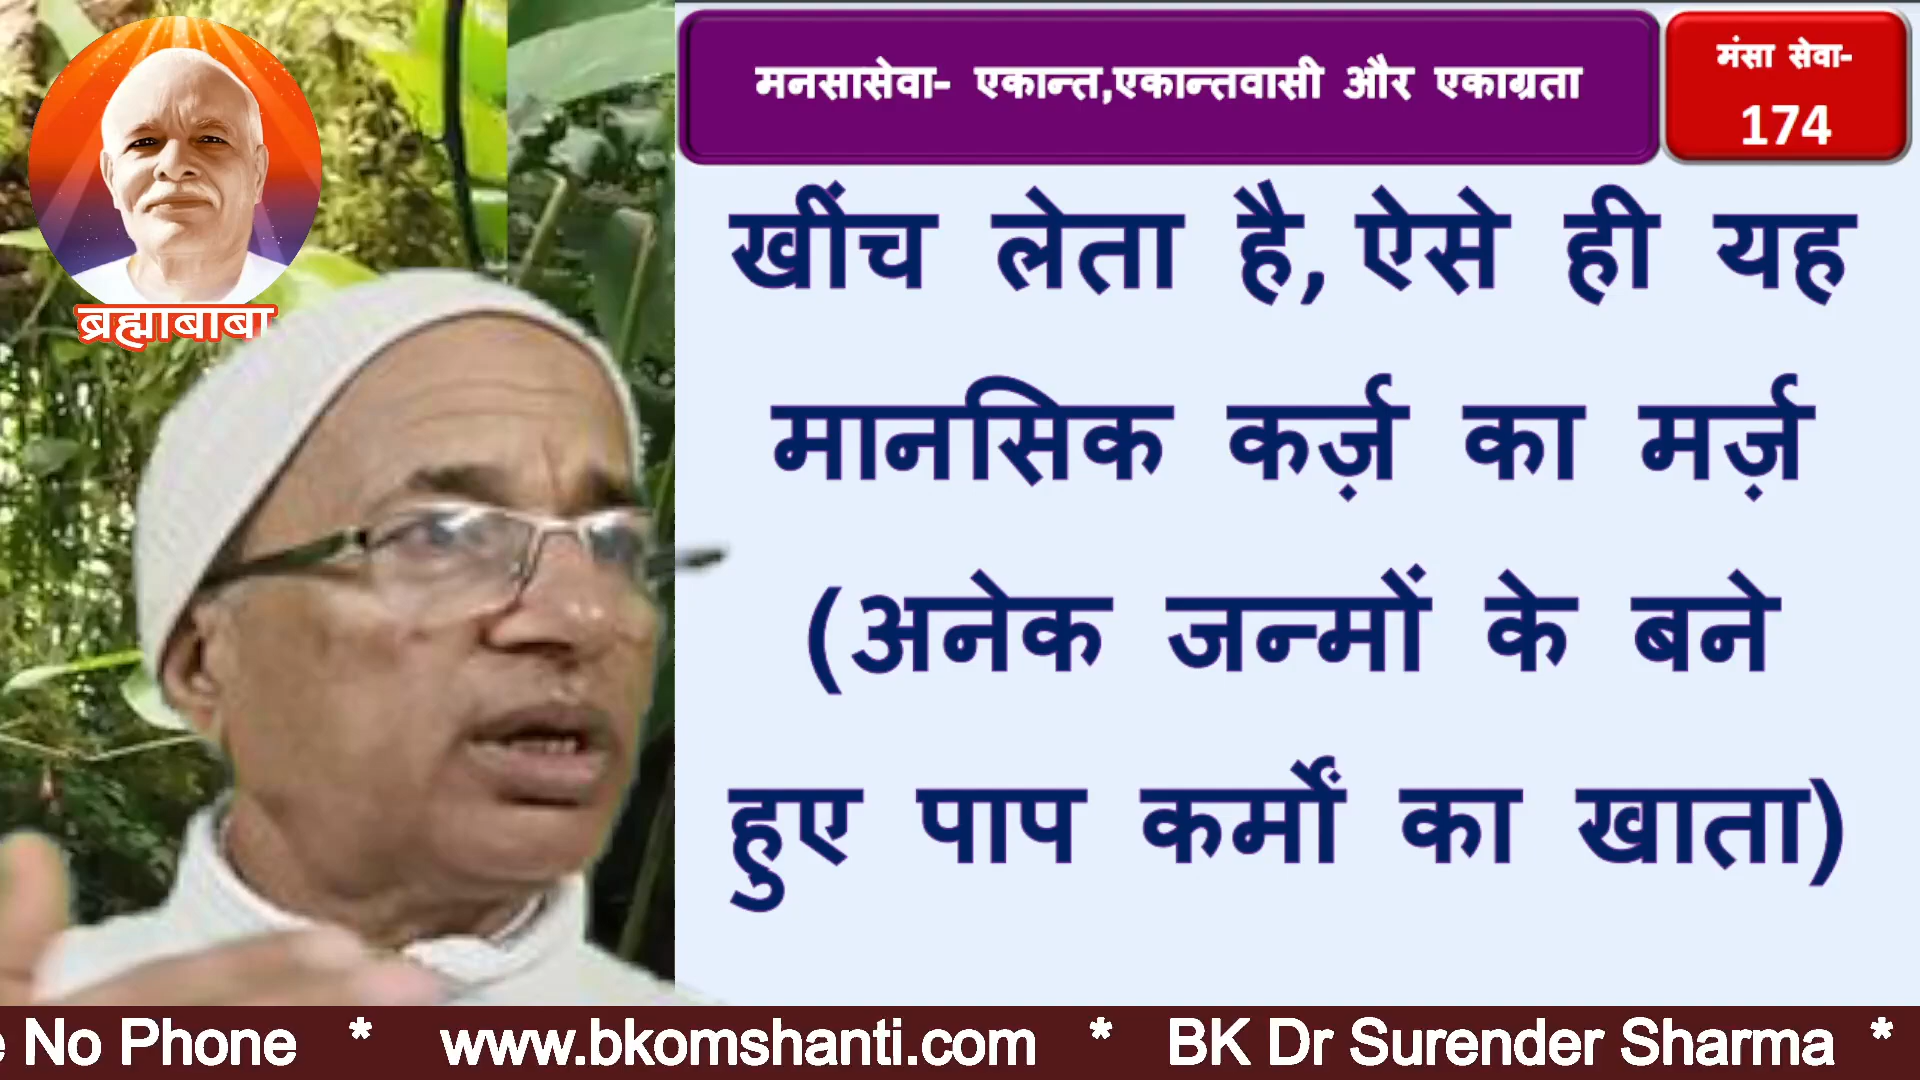 ब्रह्माबाबा
मनसासेवा- एकान्त,एकान्तवासी और एकाग्रता
मंसा सेवा-
174
खींच लेता है, ऐसे ही यह
मानसिक कर्ज़ का मर्ज़
(अनेक जन्मों के बने
हुए पाप कर्मों का खाता)
No Phone * www.bkomshanti.com * BK Dr Surender Sharma *